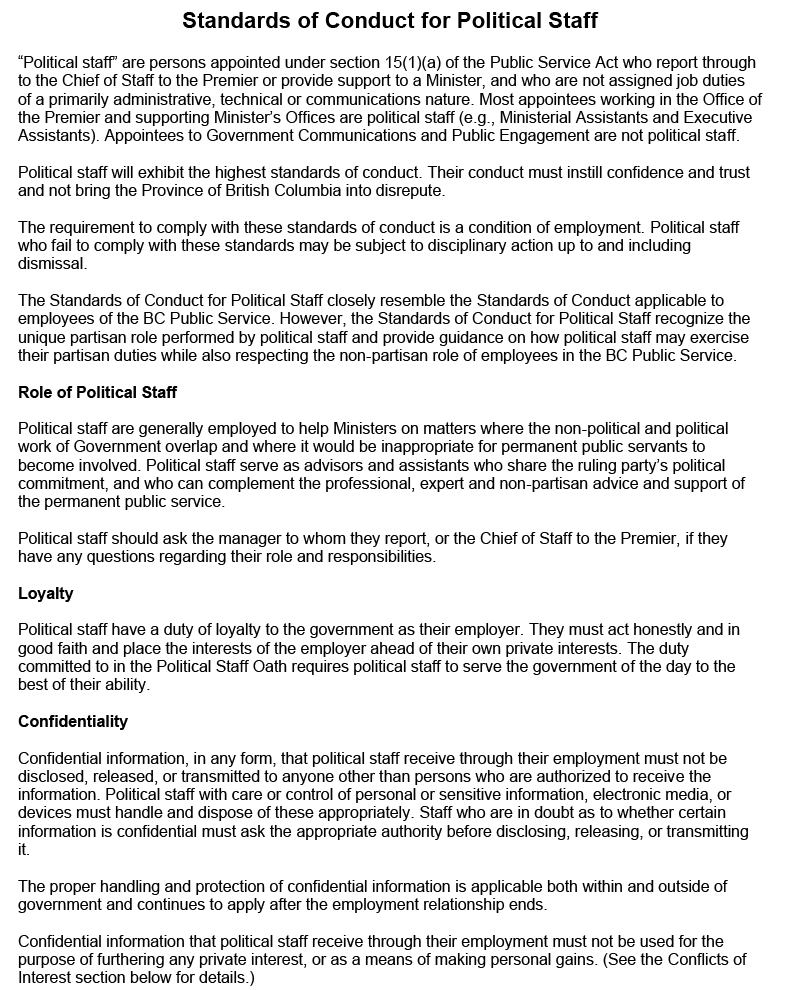 Standards of Conduct for Political Staff
“Political staff” are persons appointed under section 15(1)(a) of the Public Service Act who report through
to the Chief of Staff to the Premier or provide support to a Minister, and who are not assigned job duties
of a primarily administrative, technical or communications nature. Most appointees working in the Office of
the Premier and supporting Minister’s Offices are political staff (e.g., Ministerial Assistants and Executive
Assistants). Appointees to Government Communications and Public Engagement are not political staff.
Political staff will exhibit the highest standards of conduct. Their conduct must instill confidence and trust
and not bring the Province of British Columbia into disrepute.
The requirement to comply with these standards of conduct is a condition of employment. Political staff
who fail to comply with these standards may be subject to disciplinary action up to and including
dismissal.
The Standards of Conduct for Political Staff closely resemble the Standards of Conduct applicable to
employees of the BC Public Service. However, the Standards of Conduct for Political Staff recognize the
unique partisan role performed by political staff and provide guidance on how political staff may exercise
their partisan duties while also respecting the non-partisan role of employees in the BC Public Service.
Role of Political Staff
Political staff are generally employed to help Ministers on matters where the non-political and political
work of Government overlap and where it would be inappropriate for permanent public servants to
become involved. Political staff serve as advisors and assistants who share the ruling party’s political
commitment, and who can complement the professional, expert and non-partisan advice and support of
the permanent public service.
Political staff should ask the manager to whom they report, or the Chief of Staff to the Premier, if they
have any questions regarding their role and responsibilities.
Loyalty
Political staff have a duty of loyalty to the government as their employer. They must act honestly and in
good faith and place the interests of the employer ahead of their own private interests. The duty
committed to in the Political Staff Oath requires political staff to serve the government of the day to the
best of their ability.
Confidentiality
Confidential information, in any form, that political staff receive through their employment must not be
disclosed, released, or transmitted to anyone other than persons who are authorized to receive the
information. Political staff with care or control of personal or sensitive information, electronic media, or
devices must handle and dispose of these appropriately. Staff who are in doubt as to whether certain
information is confidential must ask the appropriate authority before disclosing, releasing, or transmitting
it.
The proper handling and protection of confidential information is applicable both within and outside of
government and continues to apply after the employment relationship ends.
Confidential information that political staff receive through their employment must not be used for the
purpose of furthering any private interest, or as a means of making personal gains. (See the Conflicts of
Interest section below for details.)